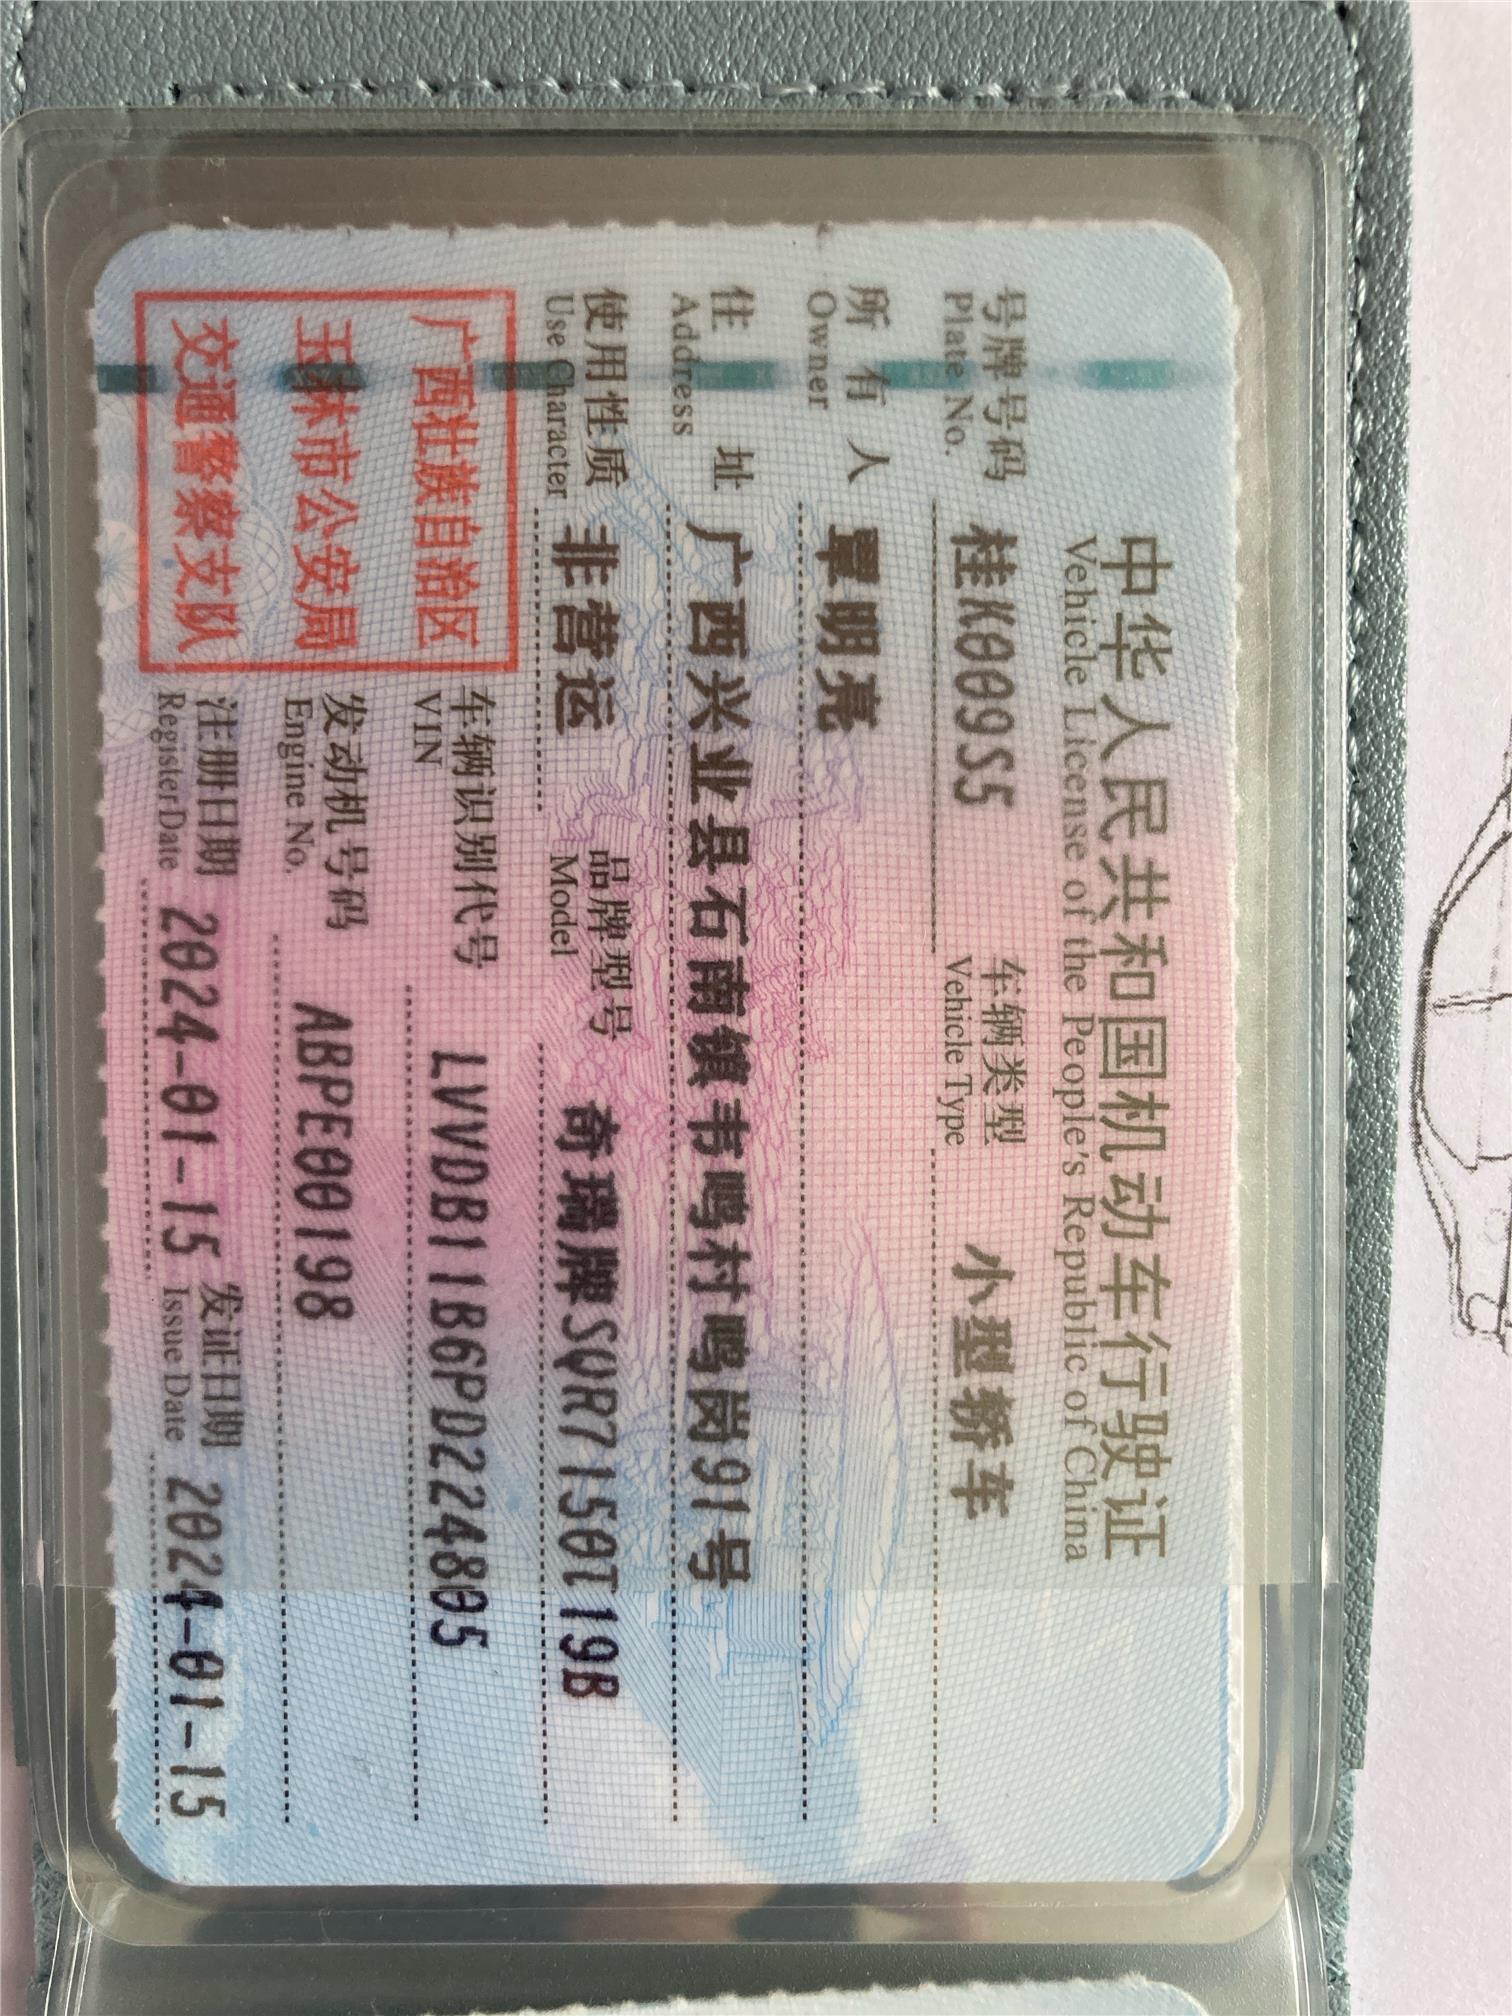 中华人民共和国机动车行驶证
Vehicle License of the People's Republic of China
号牌号码 桂K009S5 车辆类型 小型轿车
Plate No. Vehicle Type
所有人 覃明亮
Owner
住址 广西兴业县石南镇韦鸣村鸣岗91号
Address
使用性质 非营运 品牌型号 奇瑞牌SQR7150T19B
Use Character Model
广西壮族自治区
玉林市公安局
交通警察支队
车辆识别代号 LVVDB11B6PD224805
VIN
发动机号码 ABPE00198
Engine No.
注册日期 2024-01-15 发证日期 2024-01-15
Register Date Issue Date